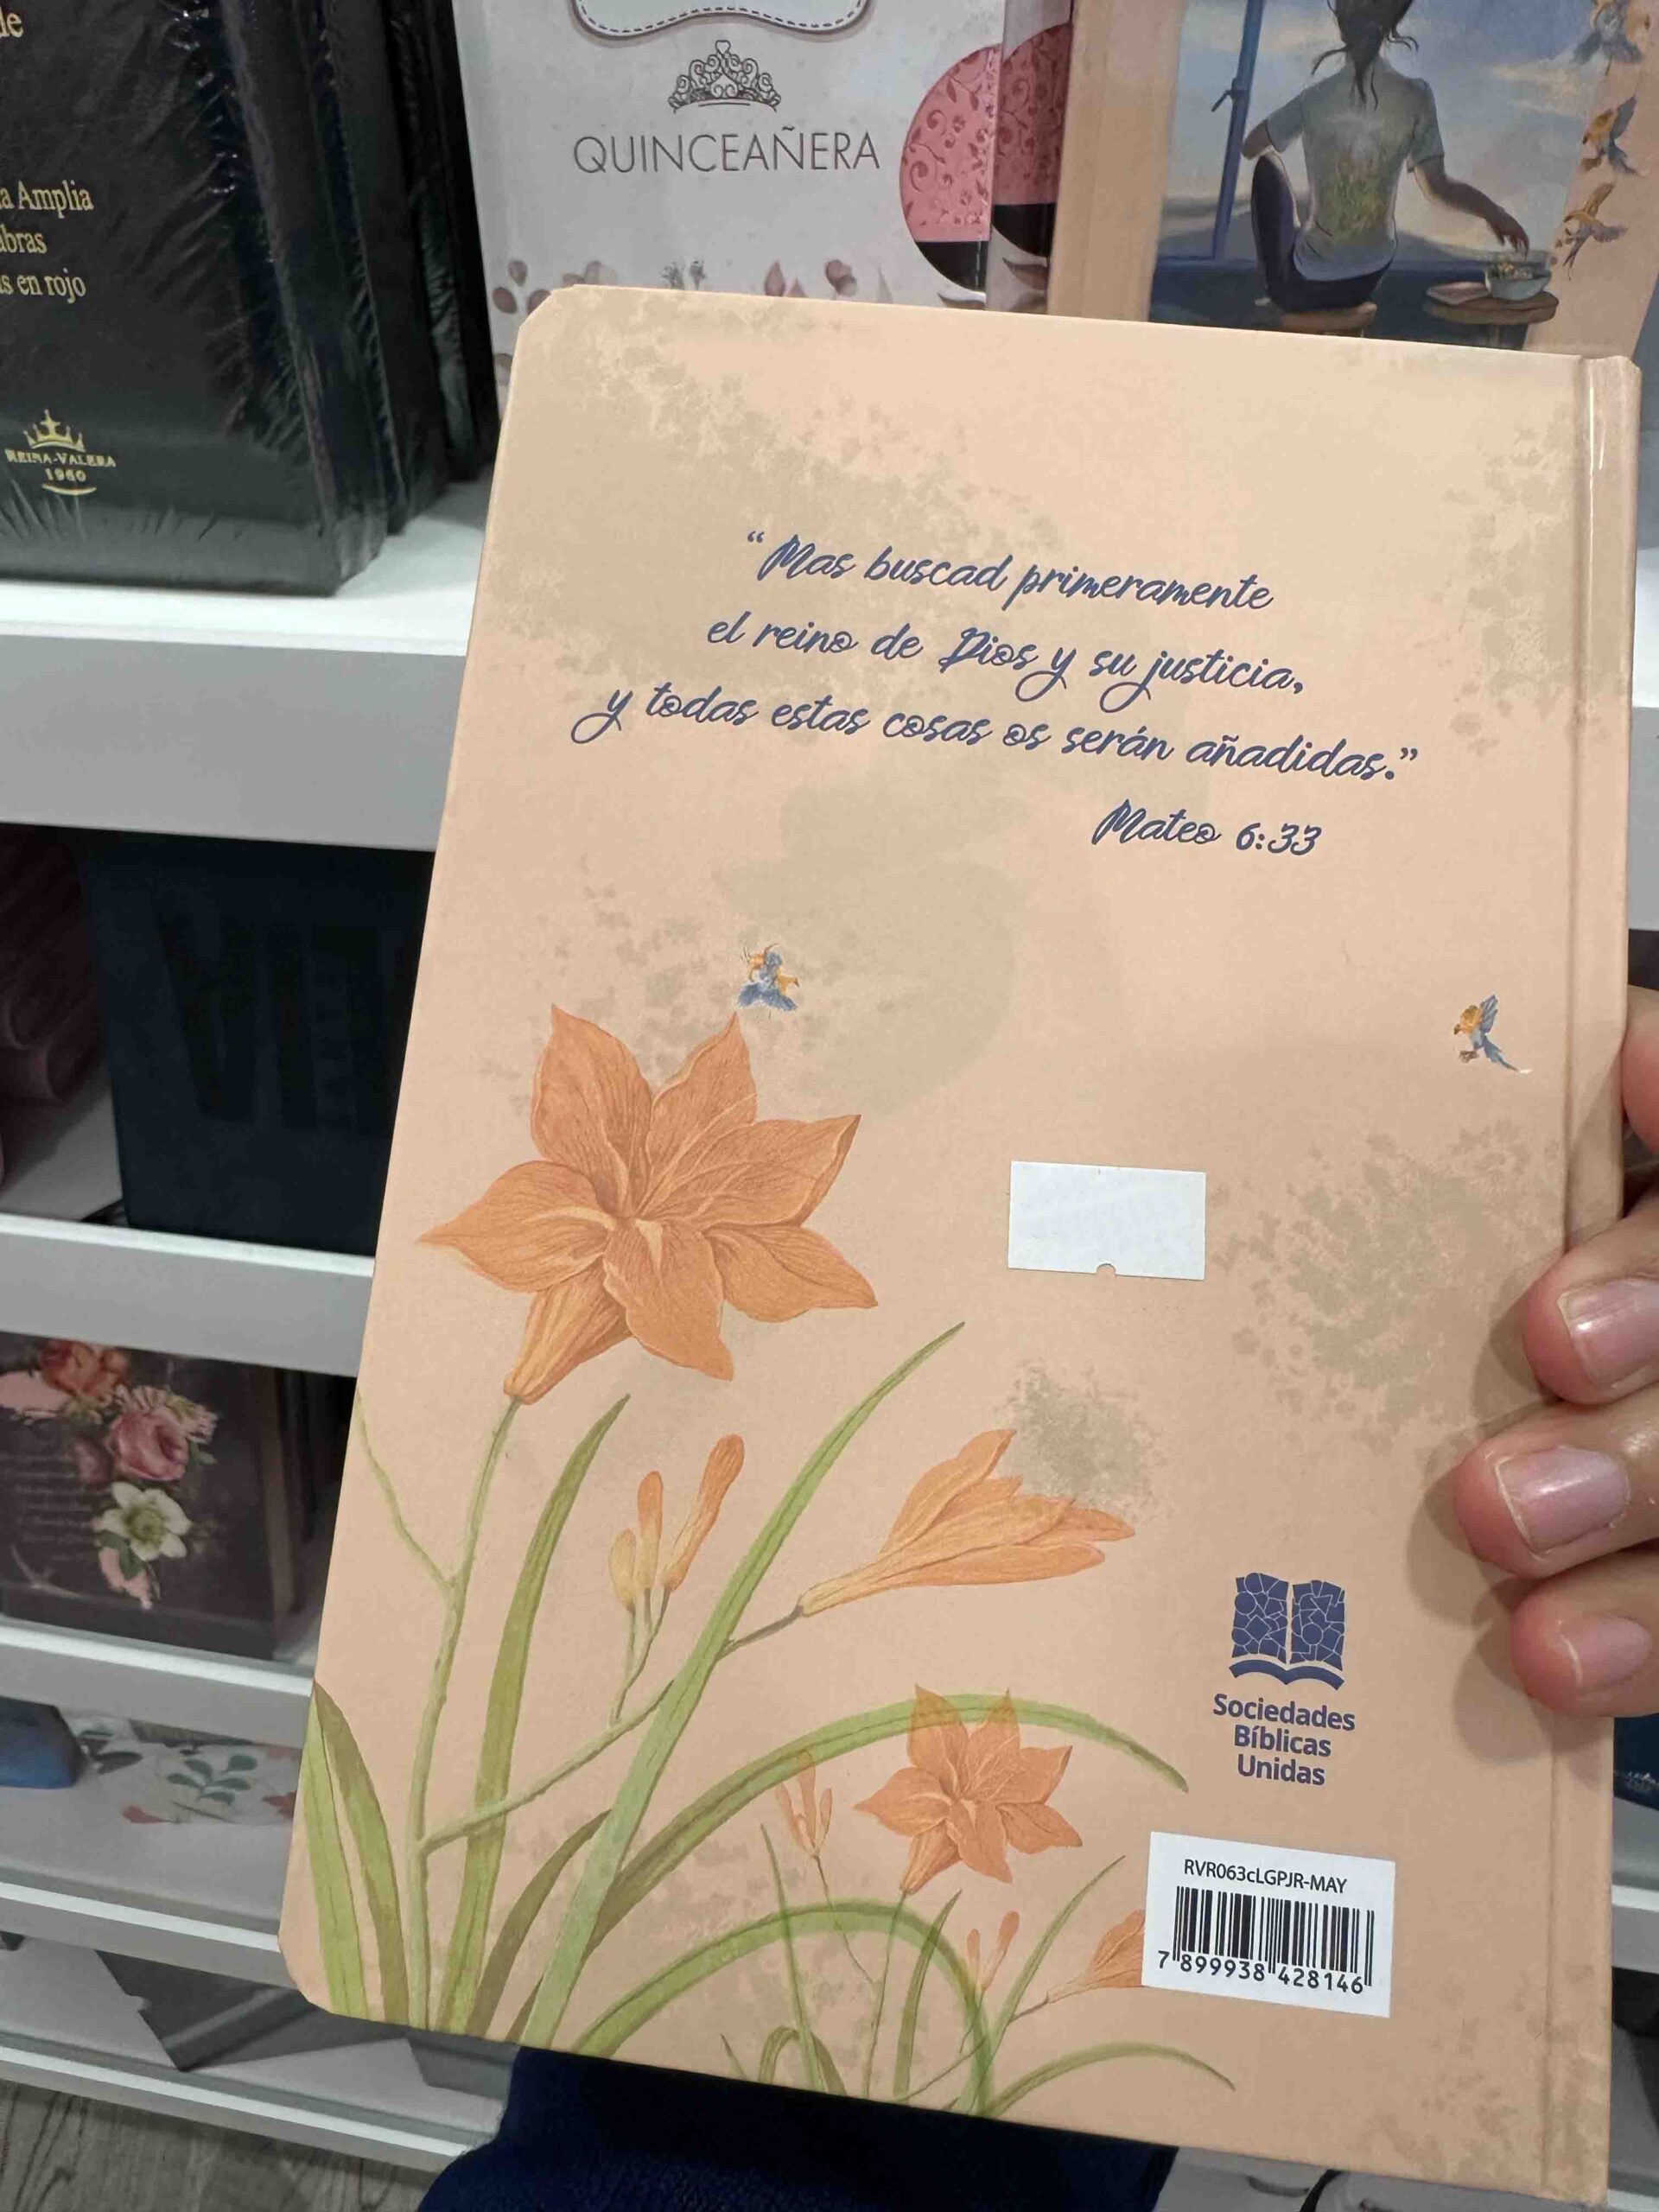 QUINCEAÑERA
Amplia
en rojo
REINA-VALERA
1960
“Mas buscad primeramente
el reino de Dios y su justicia,
y todas estas cosas os serán añadidas.”
Mateo 6:33
Sociedades
Bíblicas
Unidas
RVR063cLGPJR-MAY
7 899938 428146